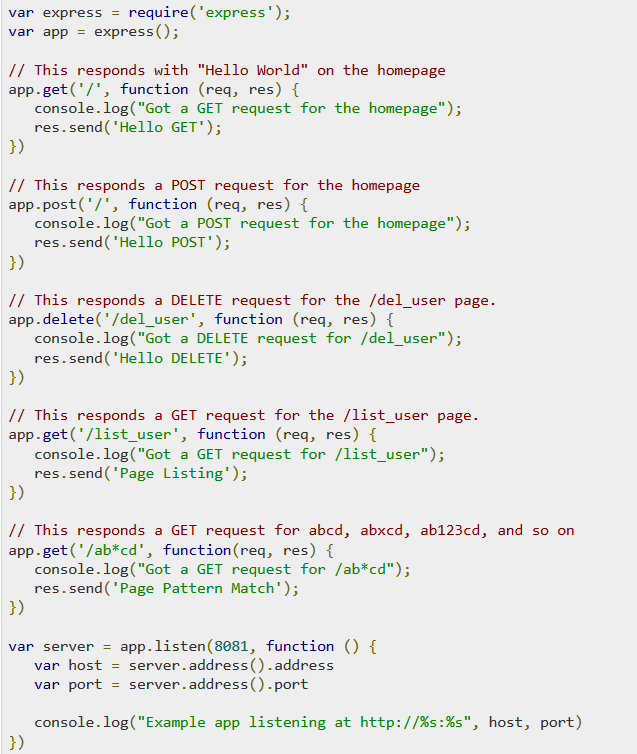 var express = require('express');
var app = express();

// This responds with "Hello World" on the homepage
app.get('/', function (req, res) {
   console.log("Got a GET request for the homepage");
   res.send('Hello GET');
})

// This responds a POST request for the homepage
app.post('/', function (req, res) {
   console.log("Got a POST request for the homepage");
   res.send('Hello POST');
})

// This responds a DELETE request for the /del_user page.
app.delete('/del_user', function (req, res) {
   console.log("Got a DELETE request for /del_user");
   res.send('Hello DELETE');
})

// This responds a GET request for the /list_user page.
app.get('/list_user', function (req, res) {
   console.log("Got a GET request for /list_user");
   res.send('Page Listing');
})

// This responds a GET request for abcd, abxcd, ab123cd, and so on
app.get('/ab*cd', function(req, res) {
   console.log("Got a GET request for /ab*cd");
   res.send('Page Pattern Match');
})

var server = app.listen(8081, function () {
   var host = server.address().address
   var port = server.address().port

   console.log("Example app listening at http://%s:%s", host, port)
})